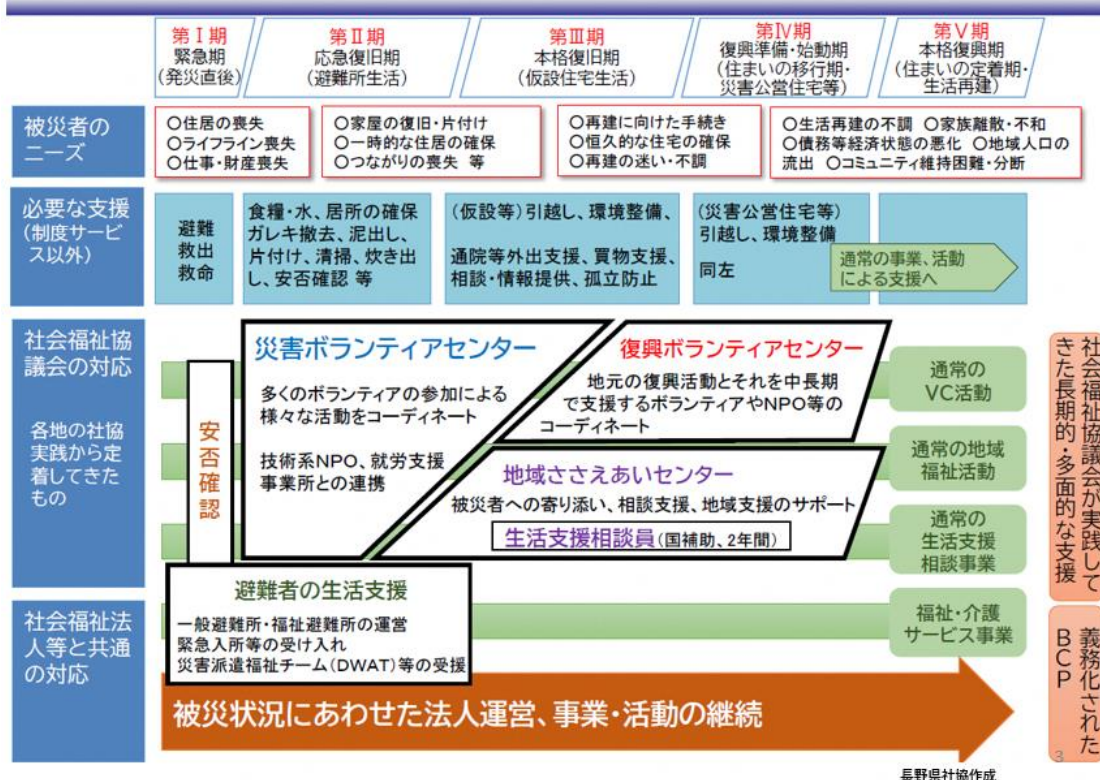 第Ⅰ期
緊急期
(発災直後)
第Ⅱ期
応急復旧期
(避難所生活)
第Ⅲ期
本格復旧期
(仮設住宅生活)
第Ⅳ期
復興準備・始動期
(住まいの移行期・
災害公営住宅等)
第Ⅴ期
本格復興期
(住まいの定着期・
生活再建)
被災者の
ニーズ
○住居の喪失
○ライフライン喪失
○仕事・財産喪失
○家屋の復旧・片付け
○一時的な住居の確保
○つながりの喪失 等
○再建に向けた手続き
○恒久的な住宅の確保
○再建の迷い・不調
○生活再建の不調 ○家族離散・不和
○債務等経済状態の悪化 ○地域人口の
流出 ○コミュニティ維持困難・分断
必要な支援
(制度サービ
ス以外)
避難
救出
救命
食糧・水、居所の確保
ガレキ撤去、泥出し、
片付け、清掃、炊き出
し、安否確認 等
(仮設等)引越し、環境整備、
通院等外出支援、買物支援、
相談・情報提供、孤立防止
(災害公営住宅等)
引越し、環境整備
同左
通常の事業、活動
による支援へ
社会福祉協
議会の対応
各地の社協
実践から定
着してきた
もの
安否確認
災害ボランティアセンター
多くのボランティアの参加による
様々な活動をコーディネート
技術系NPO、就労支援
事業所との連携
復興ボランティアセンター
地元の復興活動とそれを中長期
で支援するボランティアやNPO等の
コーディネート
地域ささえあいセンター
被災者への寄り添い、相談支援、地域支援のサポート
生活支援相談員(国補助、2年間)
通常の
VC活動
通常の地域
福祉活動
通常の
生活支援
相談事業
社会福祉協議会が実践して
きた長期的・多面的な支援
社会福祉法
人等と共通
の対応
避難者の生活支援
一般避難所・福祉避難所の運営
緊急入所等の受け入れ
災害派遣福祉チーム(DWAT)等の受援
福祉・介護
サービス事業
被災状況にあわせた法人運営、事業・活動の継続
義務化された
BCP
3
長野県社協作成